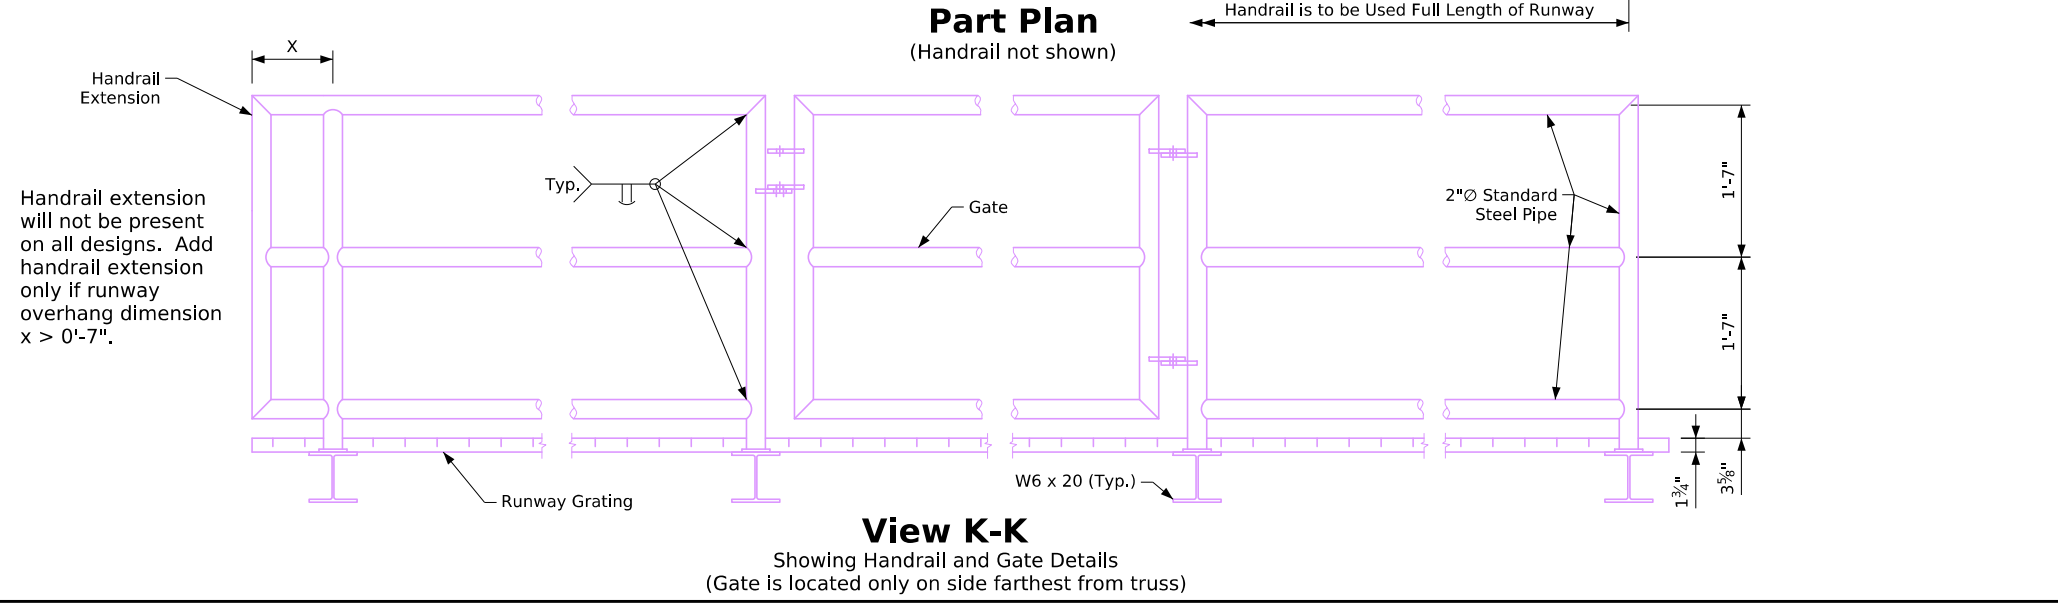 Part Plan
(Handrail not shown)
Handrail is to be Used Full Length of Runway
X
Handrail
Extension
Handrail extension
will not be present
on all designs.  Add
handrail extension
only if runway
overhang dimension
x > 0'-7".
Typ.
Gate
2"∅ Standard
Steel Pipe
1'-7"
1'-7"
3⅝"
1¾"
Runway Grating
W6 x 20 (Typ.)
View K-K
Showing Handrail and Gate Details
(Gate is located only on side farthest from truss)